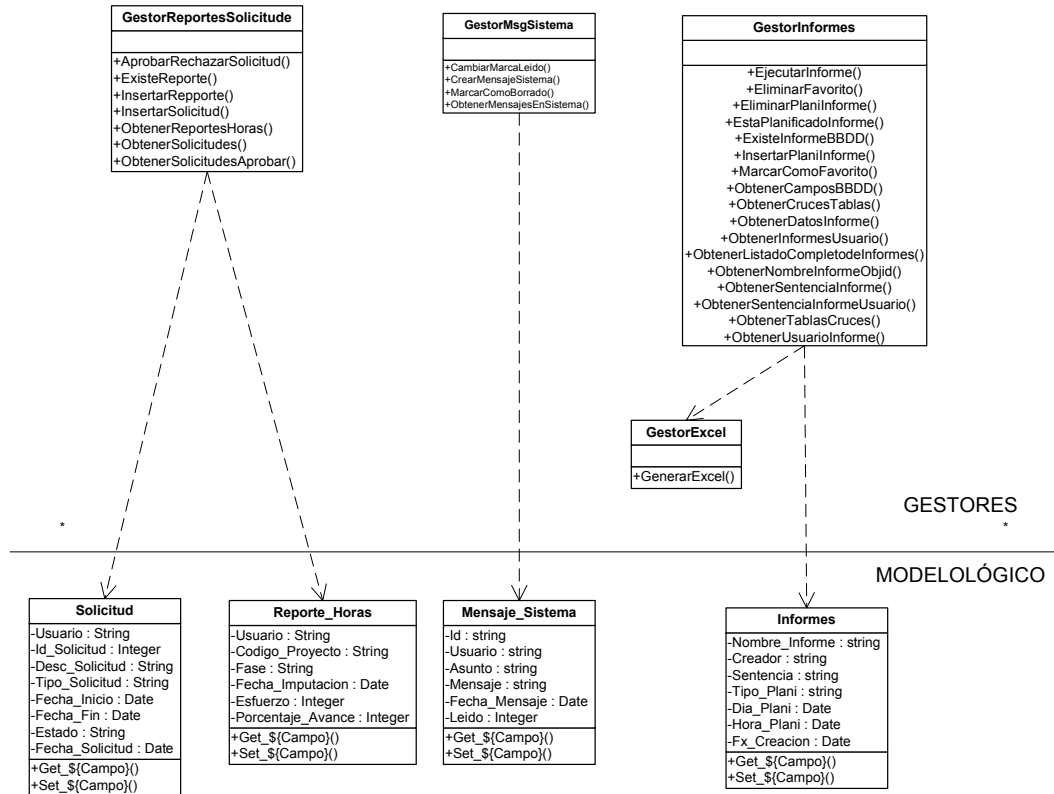 GestorReportesSolicitude
+AprobarRechazarSolicitud()
+ExisteReporte()
+InsertarRepporte()
+InsertarSolicitud()
+ObtenerReportesHoras()
+ObtenerSolicitudes()
+ObtenerSolicitudesAprobar()
GestorMsgSistema
+CambiarMarcaLeido()
+CrearMensajeSistema()
+MarcarComoBorrado()
+ObtenerMensajesEnSistema()
GestorInformes
+EjecutarInforme()
+EliminarFavorito()
+EliminarPlaniInforme()
+EstaPlanificadoInforme()
+ExisteInformeBBDD()
+InsertarPlaniInforme()
+MarcarComoFavorito()
+ObtenerCamposBBDD()
+ObtenerCrucesTablas()
+ObtenerDatosInforme()
+ObtenerInformesUsuario()
+ObtenerListadoCompletodeInformes()
+ObtenerNombreInformeObjid()
+ObtenerSentenciaInforme()
+ObtenerSentenciaInformeUsuario()
+ObtenerTablasCruces()
+ObtenerUsuarioInforme()
GestorExcel
+GenerarExcel()
GESTORES
*
*
MODELOLÓGICO
Solicitud
-Usuario : String
-Id_Solicitud : Integer
-Desc_Solicitud : String
-Tipo_Solicitud : String
-Fecha_Inicio : Date
-Fecha_Fin : Date
-Estado : String
-Fecha_Solicitud : Date
+Get_${Campo}()
+Set_${Campo}()
Reporte_Horas
-Usuario : String
-Codigo_Proyecto : String
-Fase : String
-Fecha_Imputacion : Date
-Esfuerzo : Integer
-Porcentaje_Avance : Integer
+Get_${Campo}()
+Set_${Campo}()
Mensaje_Sistema
-Id : string
-Usuario : string
-Asunto : string
-Mensaje : string
-Fecha_Mensaje : Date
-Leido : Integer
+Get_${Campo}()
+Set_${Campo}()
Informes
-Nombre_Informe : string
-Creador : string
-Sentencia : string
-Tipo_Plani : string
-Dia_Plani : Date
-Hora_Plani : Date
-Fx_Creacion : Date
+Get_${Campo}()
+Set_${Campo}()